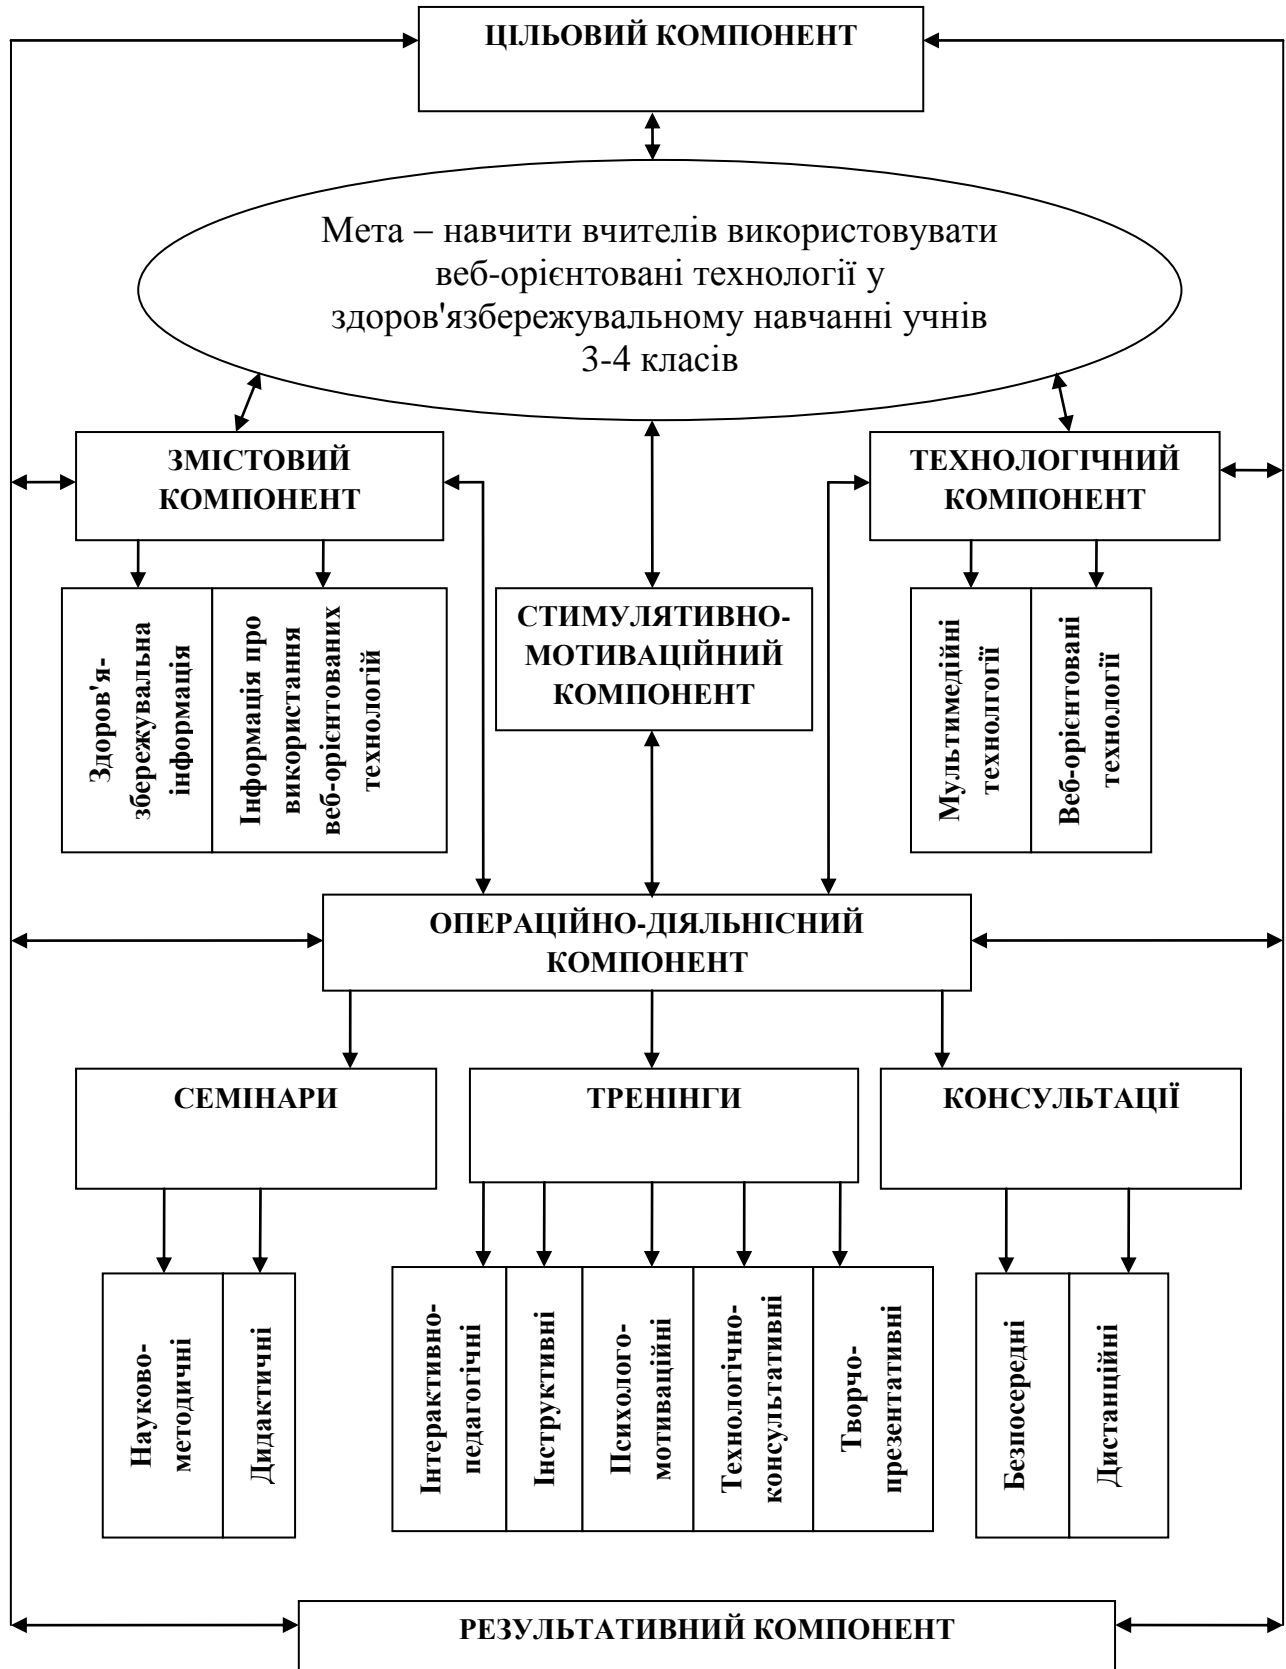 ЦІЛЬОВИЙ КОМПОНЕНТ
Мета – навчити вчителів використовувати
веб-орієнтовані технології у
здоров'язбережувальному навчанні учнів
3-4 класів
ЗМІСТОВИЙ
КОМПОНЕНТ
ТЕХНОЛОГІЧНИЙ
КОМПОНЕНТ
СТИМУЛЯТИВНО-
МОТИВАЦІЙНИЙ
КОМПОНЕНТ
Здоров'я-
збережувальна
інформація
Інформація про
використання
веб-орієнтованих
технологій
Мультимедійні
технолгогії
Веб-орієнтовані
технології
ОПЕРАЦІЙНО-ДІЯЛЬНІСНИЙ
КОМПОНЕНТ
СЕМІНАРИ
ТРЕНІНГИ
КОНСУЛЬТАЦІЇ
Науково-
методичні
Дидактичні
Інтерактивно-
педагогічні
Інструктивні
Психолого-
мотиваційні
Технологічно-
консультативні
Творчо-
презентативні
Безпосередні
Дистанційні
РЕЗУЛЬТАТИВНИЙ КОМПОНЕНТ